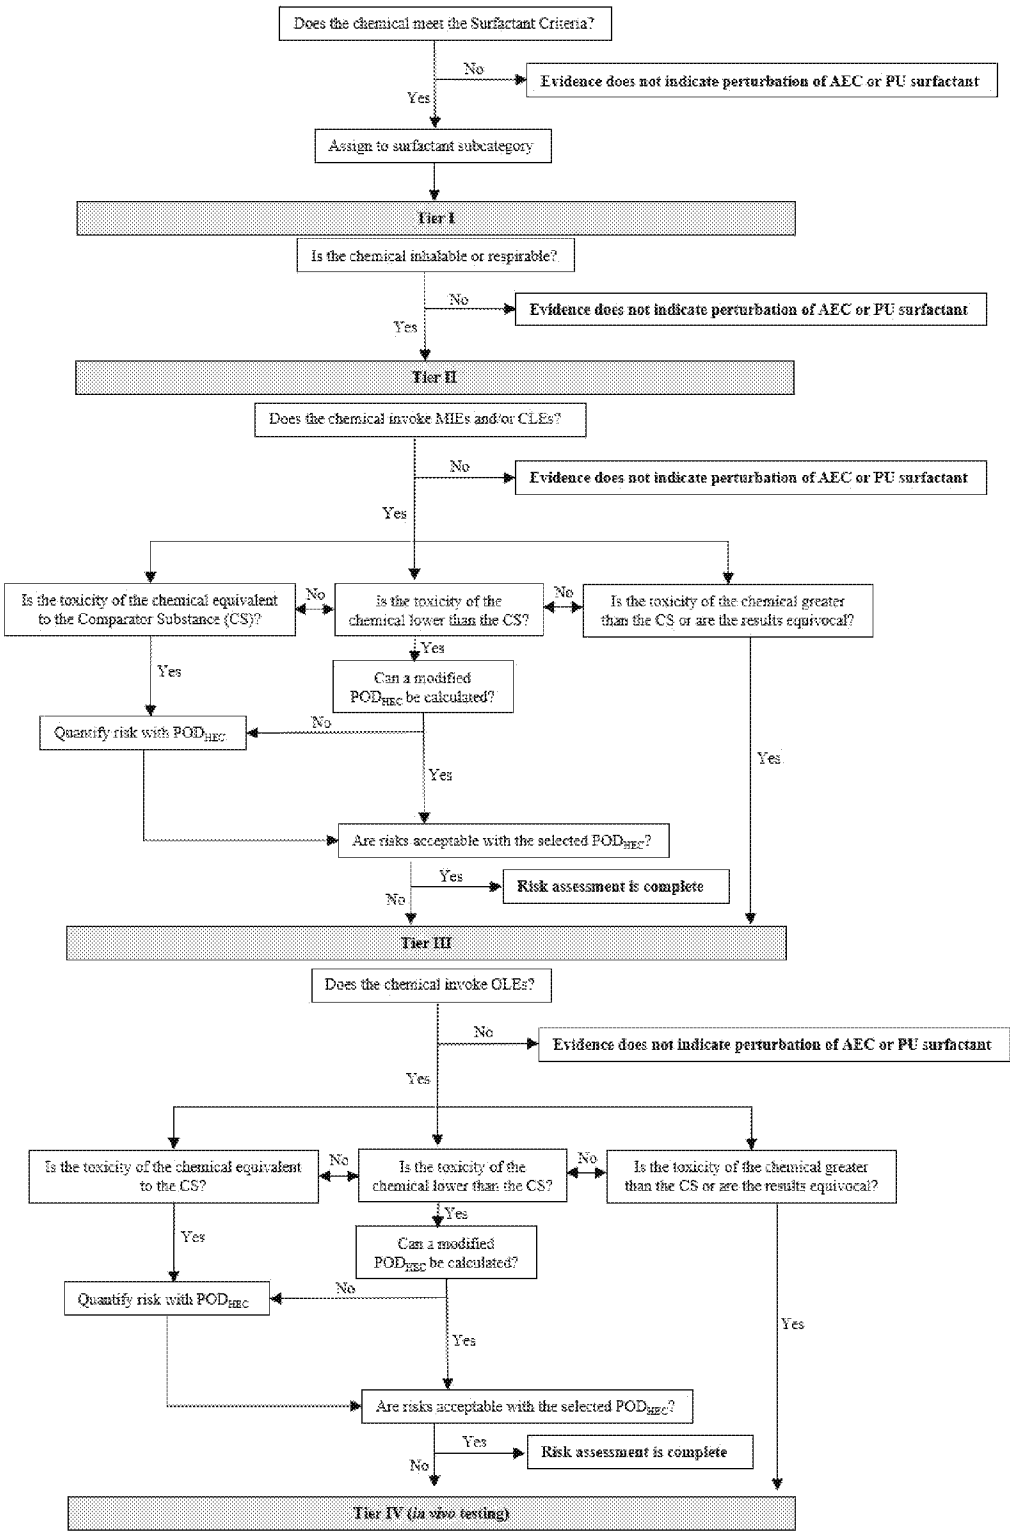 Does the chemical meet the Surfactant Criteria?
No
Evidence does not indicate perturbation of AEC or PU surfactant
Yes
Assign to surfactant subcategory
Tier I
Is the chemical inhalable or respirable?
No
Evidence does not indicate perturbation of AEC or PU surfactant
Yes
Tier II
Does the chemical invoke MIEs and/or CLEs?
No
Evidence does not indicate perturbation of AEC or PU surfactant
Yes
Is the toxicity of the chemical equivalent
to the Comparator Substance (CS)?
No
Is the toxicity of the
chemical lower than the CS?
No
Is the toxicity of the chemical greater
than the CS or are the results equivocal?
Yes
Yes
Can a modified
PODHEC be calculated?
No
Quantify risk with PODHEC
Yes
Yes
Are risks acceptable with the selected PODHEC?
Yes
Risk assessment is complete
No
Tier III
Does the chemical invoke OLEs?
No
Evidence does not indicate perturbation of AEC or PU surfactant
Yes
Is the toxicity of the chemical equivalent
to the CS?
No
Is the toxicity of the
chemical lower than the CS?
No
Is the toxicity of the chemical greater
than the CS or are the results equivocal?
Yes
Yes
Can a modified
PODHEC be calculated?
No
Quantify risk with PODHEC
Yes
Yes
Are risks acceptable with the selected PODHEC?
Yes
Risk assessment is complete
No
Tier IV (in vivo testing)